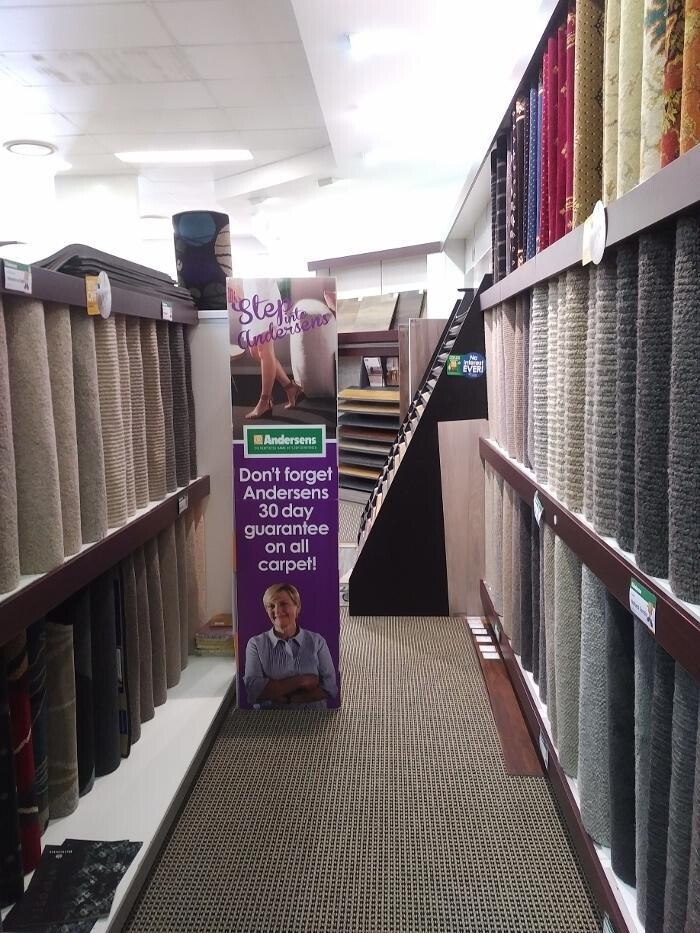 Step
into
Andersens
Andersens
Don't forget
Andersens
30 day
guarantee
on all
carpet!
No
interest
EVER!